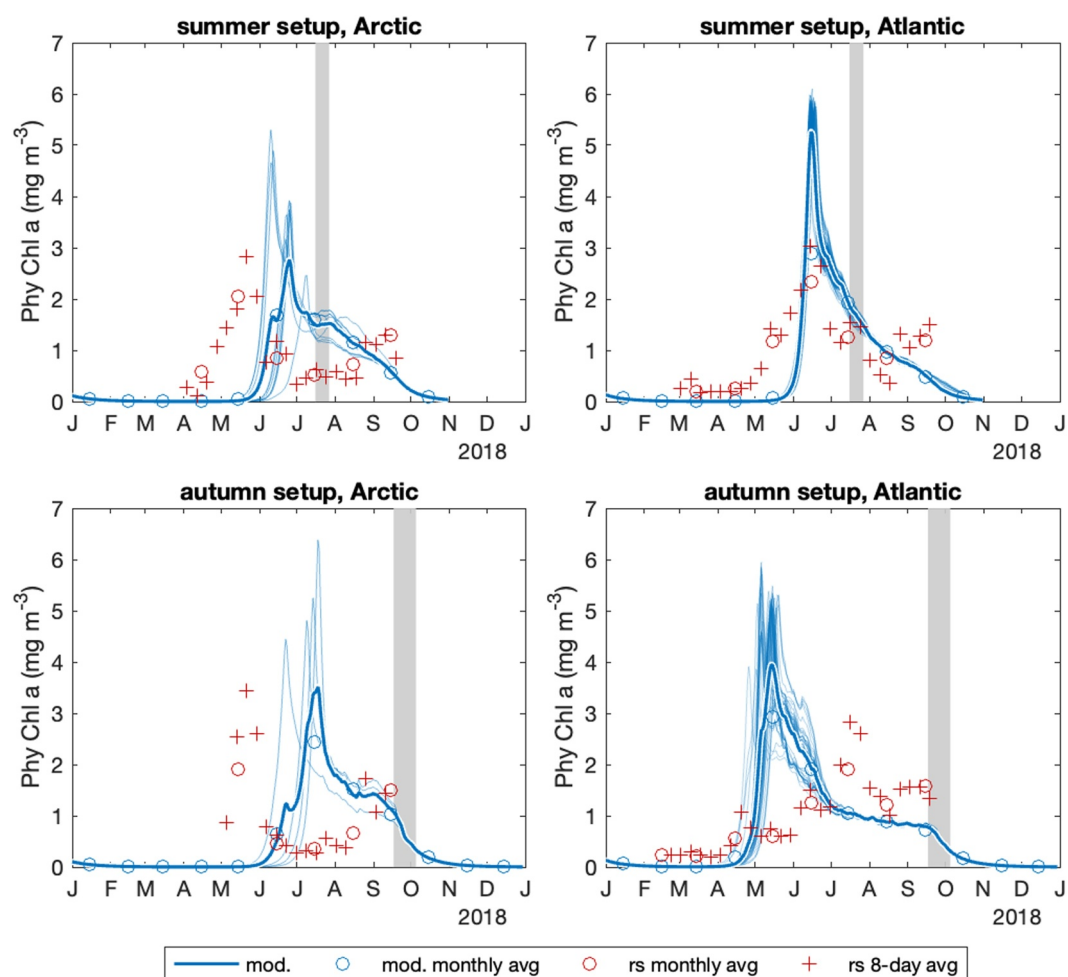 summer setup, Arctic
7
6
5
4
3
2
1
0
Phy Chl a (mg m⁻³)
J F M A M J J A S O N D J
2018
summer setup, Atlantic
7
6
5
4
3
2
1
0
Phy Chl a (mg m⁻³)
J F M A M J J A S O N D J
2018
autumn setup, Arctic
7
6
5
4
3
2
1
0
Phy Chl a (mg m⁻³)
J F M A M J J A S O N D J
2018
autumn setup, Atlantic
7
6
5
4
3
2
1
0
Phy Chl a (mg m⁻³)
J F M A M J J A S O N D J
2018
mod. mod. monthly avg rs monthly avg rs 8-day avg